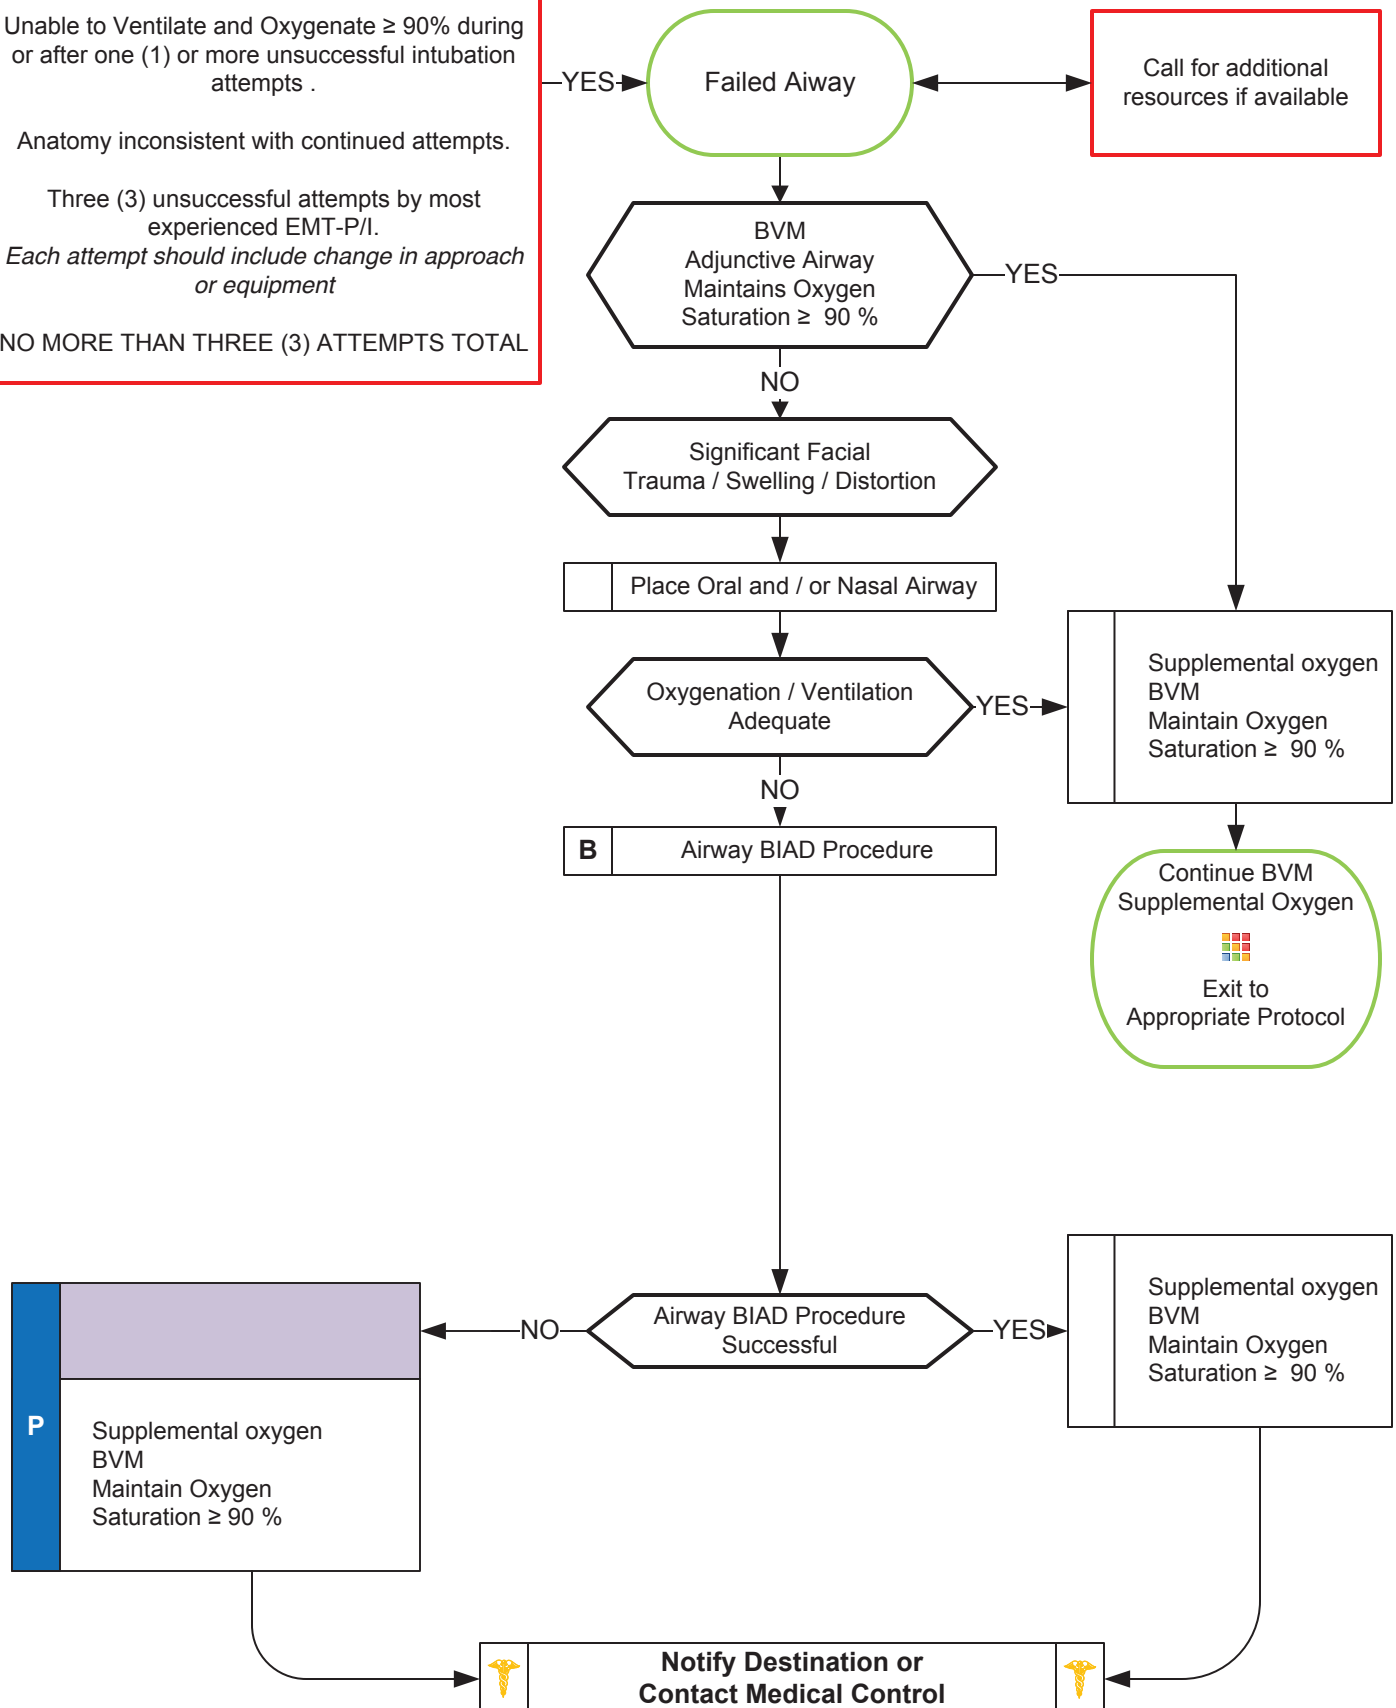 Unable to Ventilate and Oxygenate ≥ 90% during
or after one (1) or more unsuccessful intubation
attempts .
Anatomy inconsistent with continued attempts.
Three (3) unsuccessful attempts by most
experienced EMT-P/I.
Each attempt should include change in approach
or equipment
NO MORE THAN THREE (3) ATTEMPTS TOTAL
YES
Failed Aiway
Call for additional
resources if available
BVM
Adjunctive Airway
Maintains Oxygen
Saturation ≥ 90 %
YES
NO
Significant Facial
Trauma / Swelling / Distortion
Place Oral and / or Nasal Airway
Oxygenation / Ventilation
Adequate
YES
Supplemental oxygen
BVM
Maintain Oxygen
Saturation ≥ 90 %
NO
B
Airway BIAD Procedure
Continue BVM
Supplemental Oxygen
Exit to
Appropriate Protocol
Airway BIAD Procedure
Successful
NO
YES
Supplemental oxygen
BVM
Maintain Oxygen
Saturation ≥ 90 %
P
Supplemental oxygen
BVM
Maintain Oxygen
Saturation ≥ 90 %
Notify Destination or
Contact Medical Control